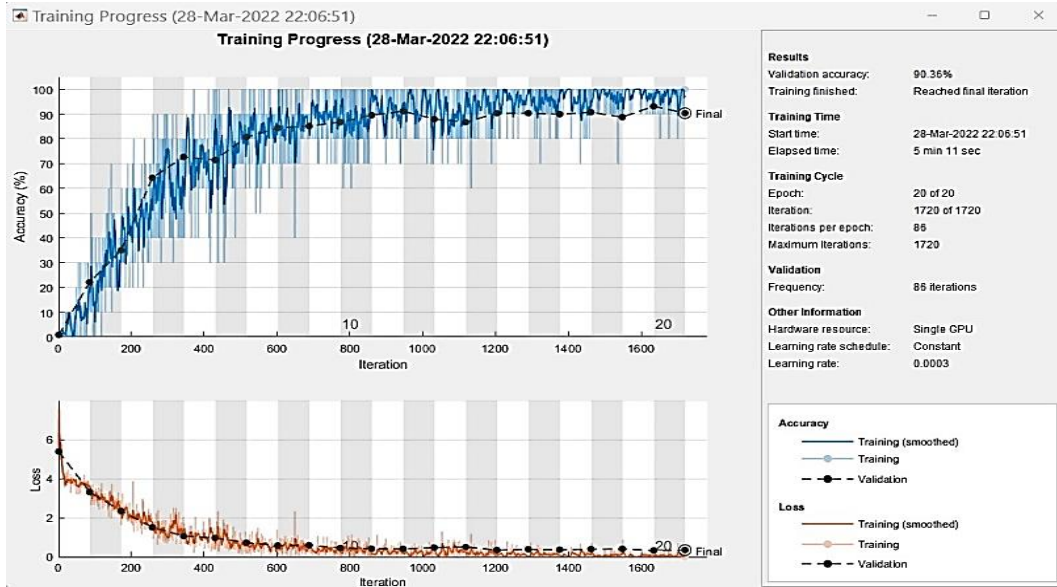 Training Progress (28-Mar-2022 22:06:51)
Training Progress (28-Mar-2022 22:06:51)
100
90
80
70
60
50
40
30
20
10
0
Accuracy (%)
Final
10
20
0
200
400
600
800
1000
1200
1400
1600
Iteration
6
4
2
0
Loss
10
20
Final
0
200
400
600
800
1000
1200
1400
1600
Iteration
Results
Validation accuracy: 90.36%
Training finished: Reached final iteration
Training Time
Start time: 28-Mar-2022 22:06:51
Elapsed time: 5 min 11 sec
Training Cycle
Epoch: 20 of 20
Iteration: 1720 of 1720
Iterations per epoch: 86
Maximum iterations: 1720
Validation
Frequency: 86 iterations
Other Information
Hardware resource: Single GPU
Learning rate schedule: Constant
Learning rate: 0.0003
Accuracy
Training (smoothed)
Training
Validation
Loss
Training (smoothed)
Training
Validation